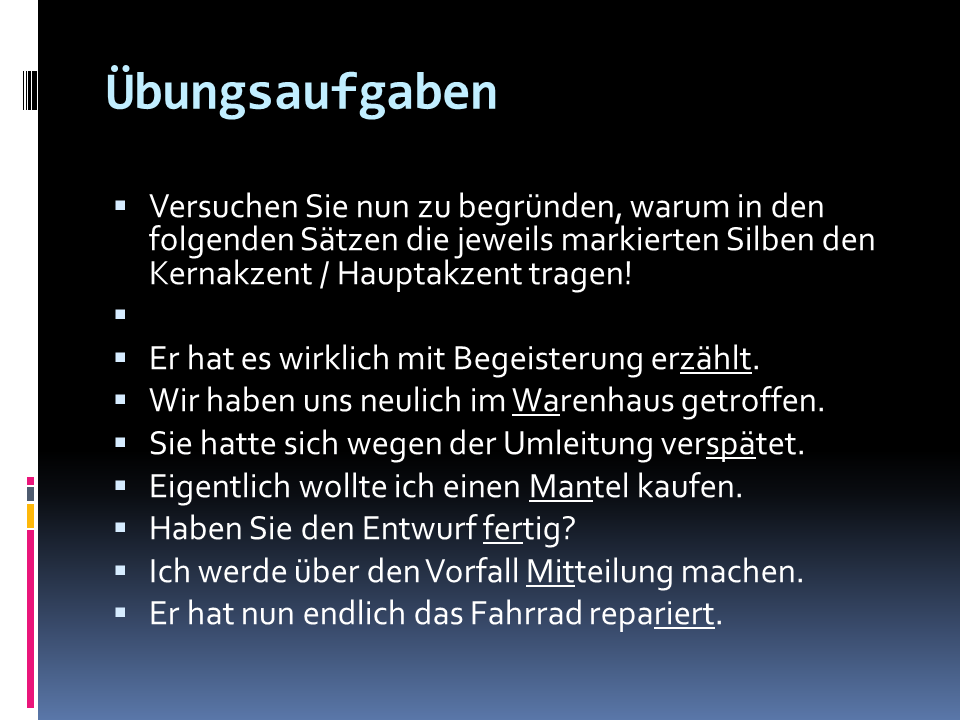 Übungsaufgaben
Versuchen Sie nun zu begründen, warum in den
folgenden Sätzen die jeweils markierten Silben den
Kernakzent / Hauptakzent tragen!
Er hat es wirklich mit Begeisterung erzählt.
Wir haben uns neulich im Warenhaus getroffen.
Sie hatte sich wegen der Umleitung verspätet.
Eigentlich wollte ich einen Mantel kaufen.
Haben Sie den Entwurf fertig?
Ich werde über den Vorfall Mitteilung machen.
Er hat nun endlich das Fahrrad repariert.